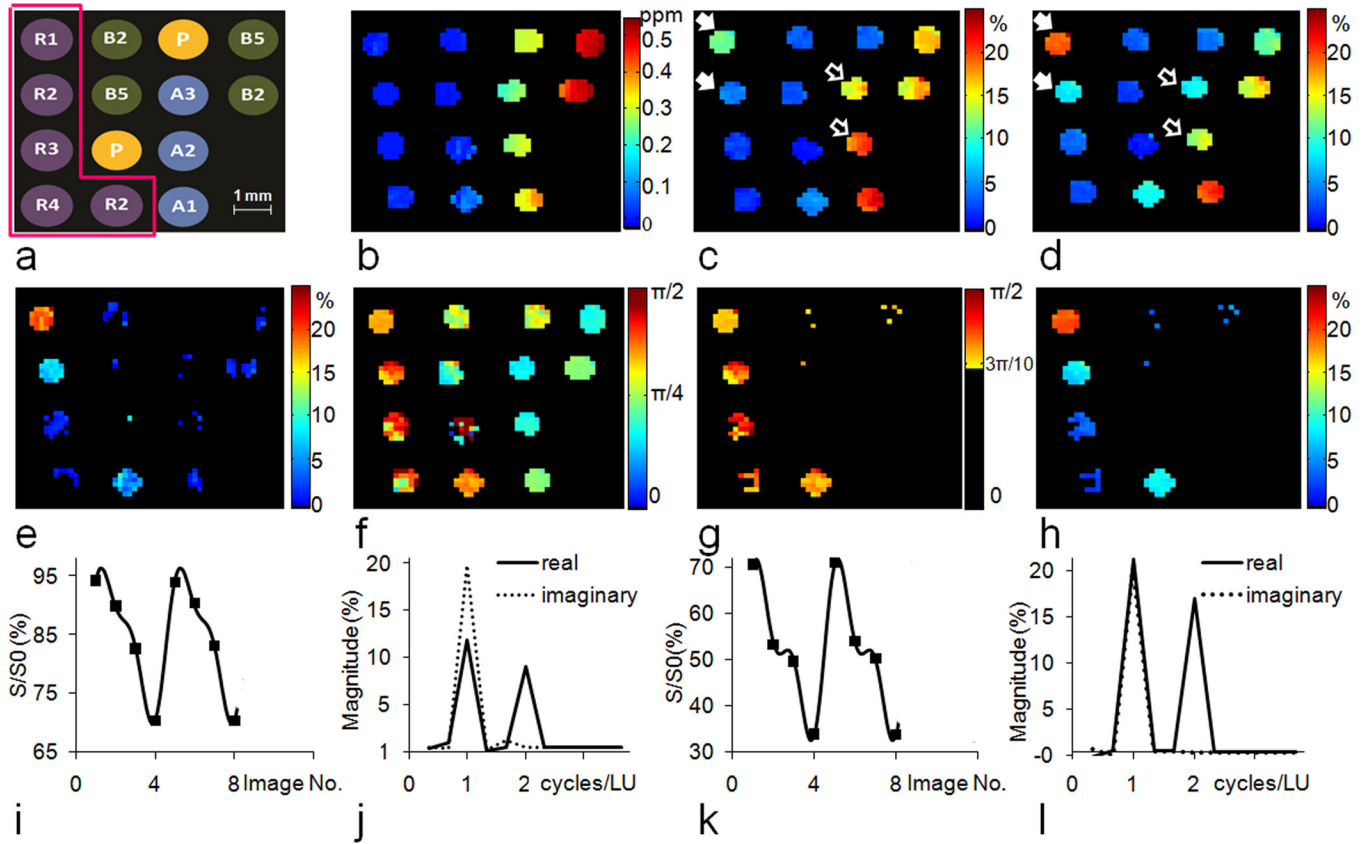 R1 B2 P B5
R2 B5 A3 B2
R3 P A2
R4 R2 A1
1 mm
a
ppm
0.5
0.4
0.3
0.2
0.1
0
b
%
20
15
10
5
0
c
%
20
15
10
5
0
d
%
20
15
10
5
0
e
π/2
π/4
0
f
π/2
3π/10
0
g
%
20
15
10
5
0
h
S/S0(%)
95
85
75
65
0 4 8 Image No.
i
Magnitude(%)
20
15
10
5
1
real
imaginary
0 1 2 cycles/LU
j
S/S0(%)
70
60
50
40
30
0 4 8 Image No.
k
Magnitude(%)
20
15
10
5
-0
real
imaginary
0 1 2 cycles/LU
l